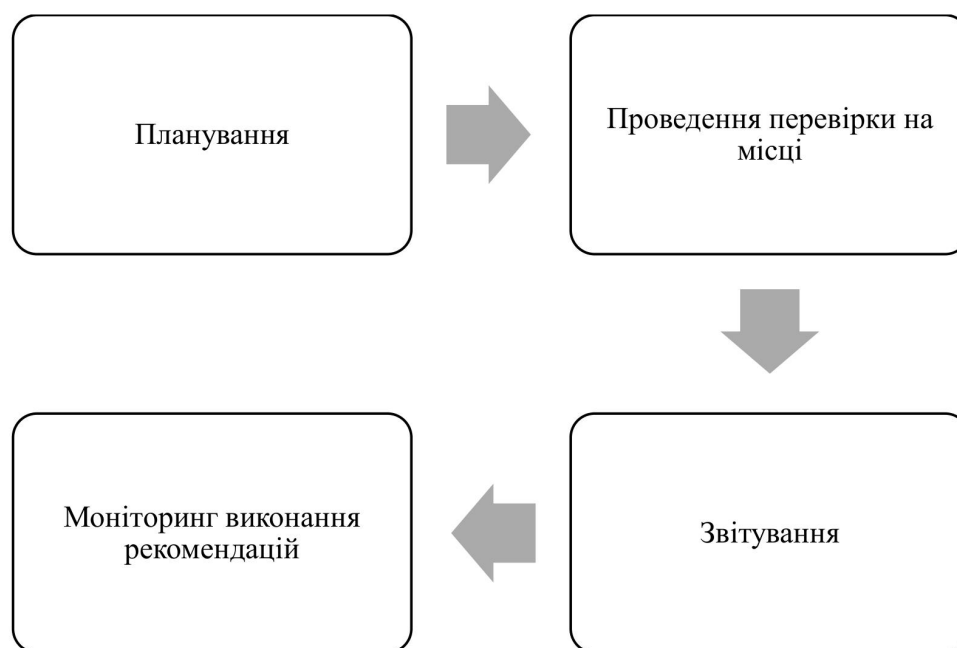 Планування
Проведення перевірки на
місці
Звітування
Моніторинг виконання
рекомендацій